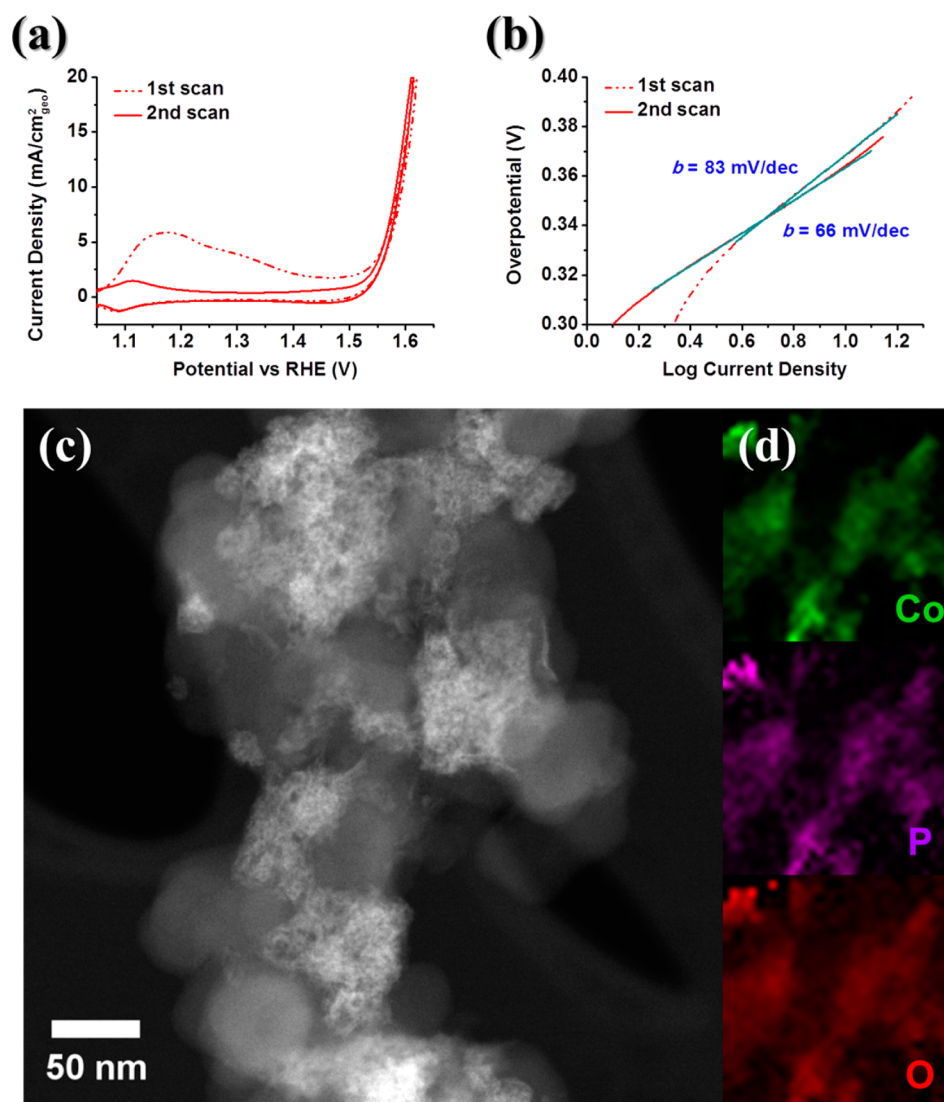 (a)
20
15
10
5
0
1.1 1.2 1.3 1.4 1.5 1.6
Current Density (mA/cm²geo)
Potential vs RHE (V)
1st scan
2nd scan
(b)
0.40
0.38
0.36
0.34
0.32
0.30
0.0 0.2 0.4 0.6 0.8 1.0 1.2
Overpotential (V)
Log Current Density
1st scan
2nd scan
b = 83 mV/dec
b = 66 mV/dec
(c)
50 nm
(d)
Co
P
O